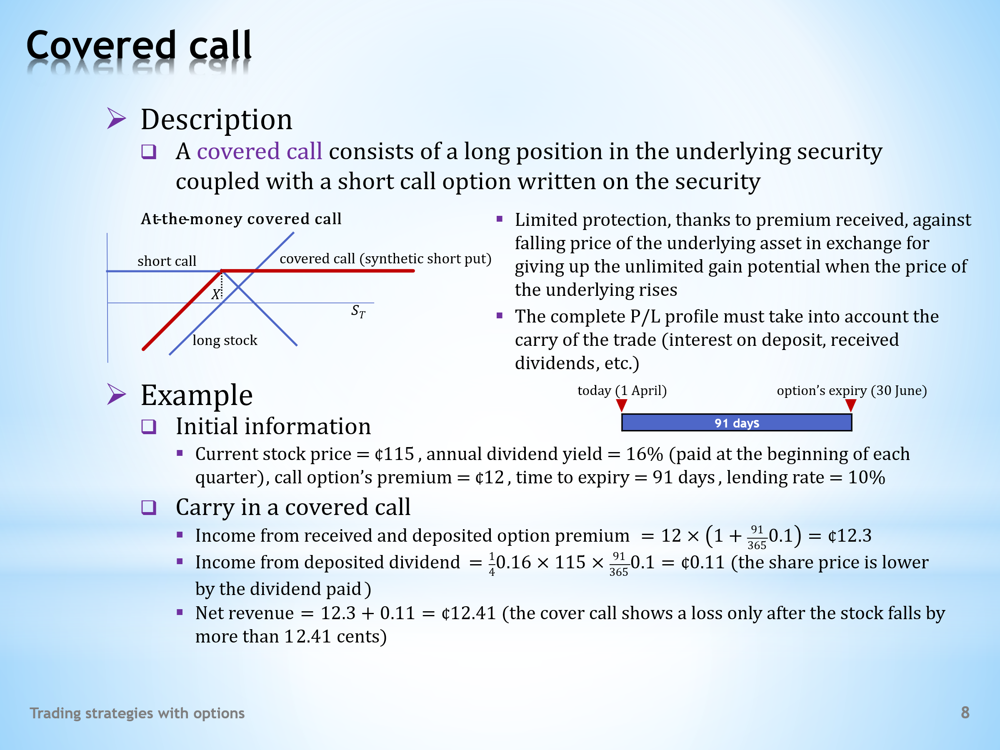 Covered call
Description
A covered call consists of a long position in the underlying security
coupled with a short call option written on the security
At-the-money covered call
short call
covered call (synthetic short put)
X
S_T
long stock
Limited protection, thanks to premium received, against
falling price of the underlying asset in exchange for
giving up the unlimited gain potential when the price of
the underlying rises
The complete P/L profile must take into account the
carry of the trade (interest on deposit, received
dividends, etc.)
Example
today (1 April)
option's expiry (30 June)
91 days
Initial information
Current stock price = ¢115, annual dividend yield = 16% (paid at the beginning of each
quarter), call option's premium = ¢12, time to expiry = 91 days, lending rate = 10%
Carry in a covered call
Income from received and deposited option premium = 12 × (1 + 91/365 0.1) = ¢12.3
Income from deposited dividend = 1/4 0.16 × 115 × 91/365 0.1 = ¢0.11 (the share price is lower
by the dividend paid)
Net revenue = 12.3 + 0.11 = ¢12.41 (the cover call shows a loss only after the stock falls by
more than 12.41 cents)
Trading strategies with options
8